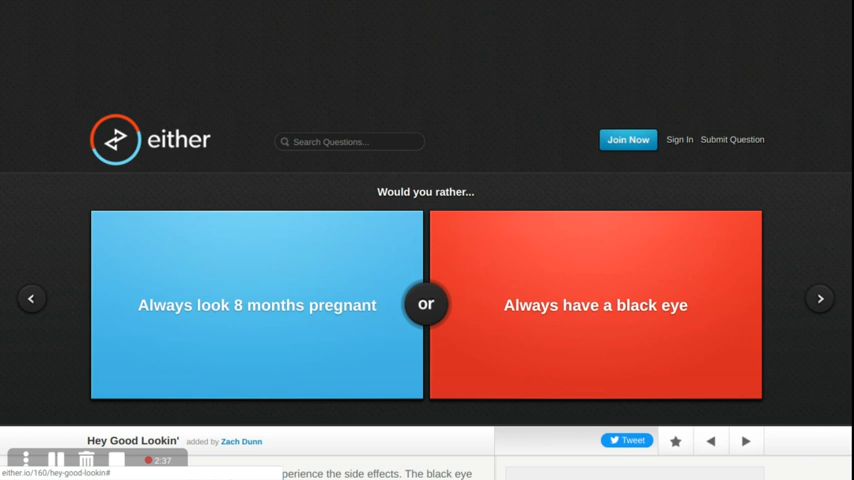 either
Search Questions...
Join Now
Sign In
Submit Question
Would you rather...
Always look 8 months pregnant
or
Always have a black eye
Hey Good Lookin' added by Zach Dunn
Tweet
2:37
either.io/160/hey-good-lookin#
perience the side effects. The black eye